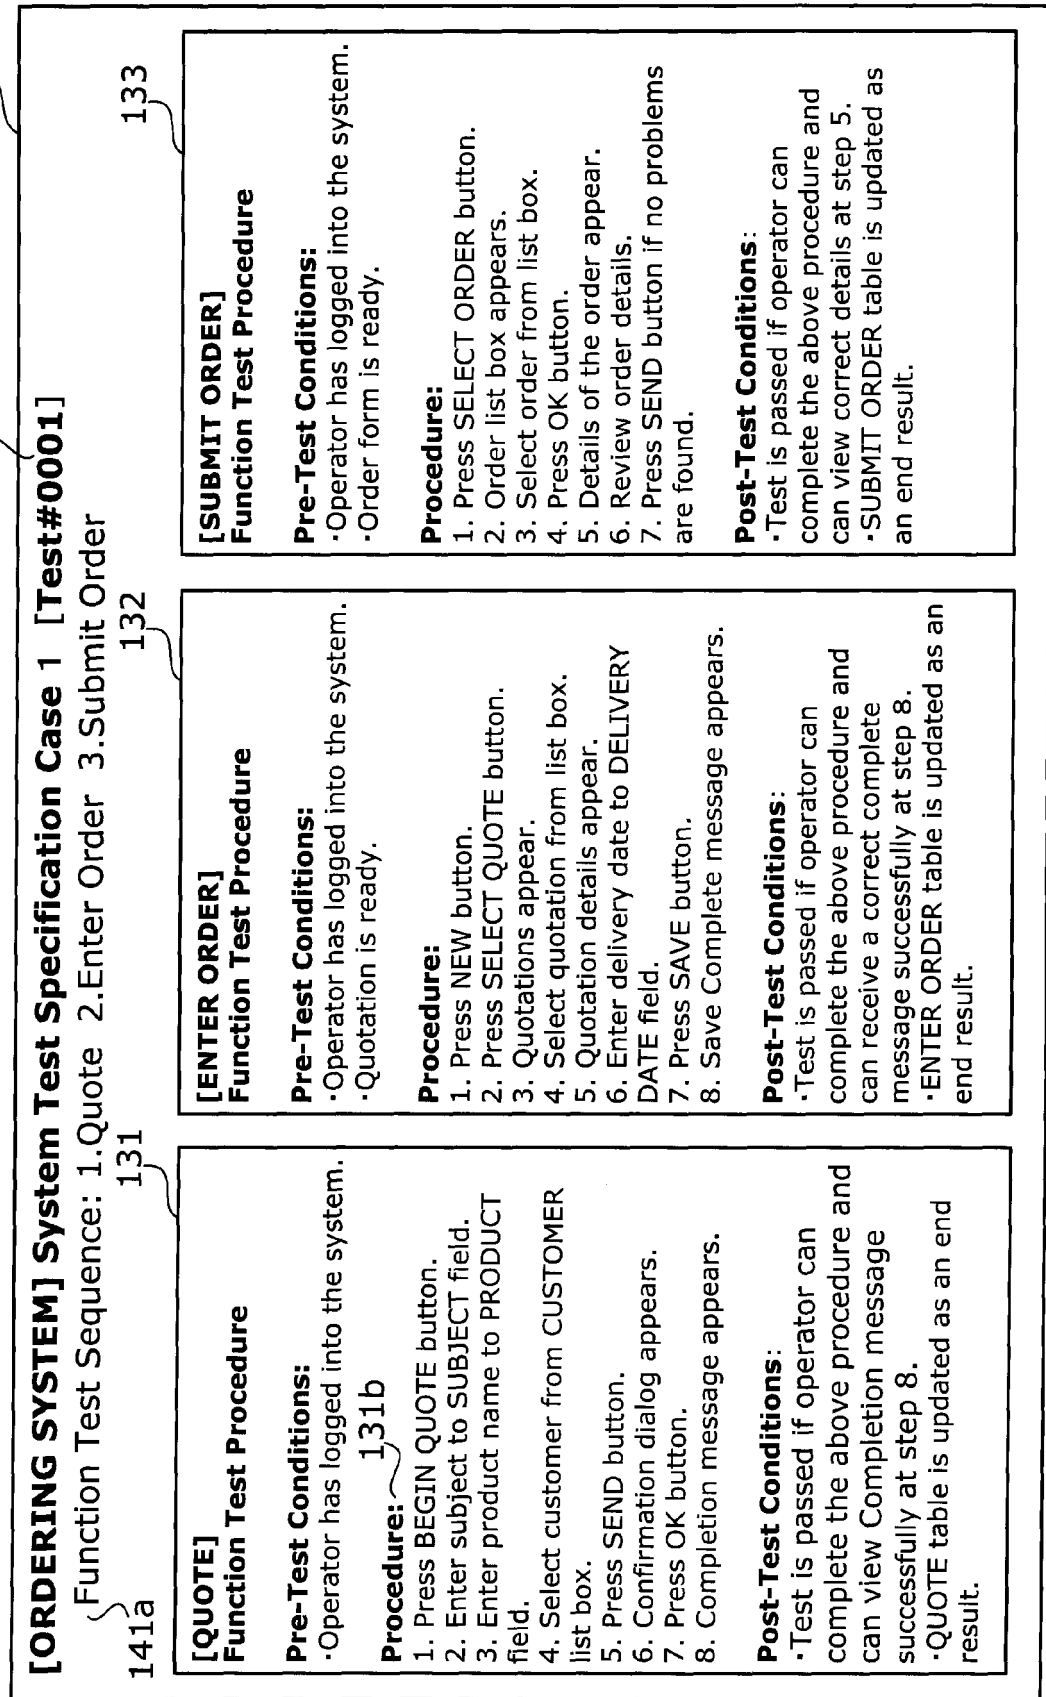 [ORDERING SYSTEM] System Test Specification Case 1 [Test#0001]
141a
Function Test Sequence: 1.Quote 2.Enter Order 3.Submit Order
131
[QUOTE]
Function Test Procedure
Pre-Test Conditions:
·Operator has logged into the system.
Procedure:
131b
1. Press BEGIN QUOTE button.
2. Enter subject to SUBJECT field.
3. Enter product name to PRODUCT
field.
4. Select customer from CUSTOMER
list box.
5. Press SEND button.
6. Confirmation dialog appears.
7. Press OK button.
8. Completion message appears.
Post-Test Conditions:
·Test is passed if operator can
complete the above procedure and
can view Completion message
successfully at step 8.
·QUOTE table is updated as an end
result.
132
[ENTER ORDER]
Function Test Procedure
Pre-Test Conditions:
·Operator has logged into the system.
·Quotation is ready.
Procedure:
1. Press NEW button.
2. Press SELECT QUOTE button.
3. Quotations appear.
4. Select quotation from list box.
5. Quotation details appear.
6. Enter delivery date to DELIVERY
DATE field.
7. Press SAVE button.
8. Save Complete message appears.
Post-Test Conditions:
·Test is passed if operator can
complete the above procedure and
can receive a correct complete
message successfully at step 8.
·ENTER ORDER table is updated as an
end result.
133
[SUBMIT ORDER]
Function Test Procedure
Pre-Test Conditions:
·Operator has logged into the system.
·Order form is ready.
Procedure:
1. Press SELECT ORDER button.
2. Order list box appears.
3. Select order from list box.
4. Press OK button.
5. Details of the order appear.
6. Review order details.
7. Press SEND button if no problems
are found.
Post-Test Conditions:
·Test is passed if operator can
complete the above procedure and
can view correct details at step 5.
·SUBMIT ORDER table is updated as
an end result.